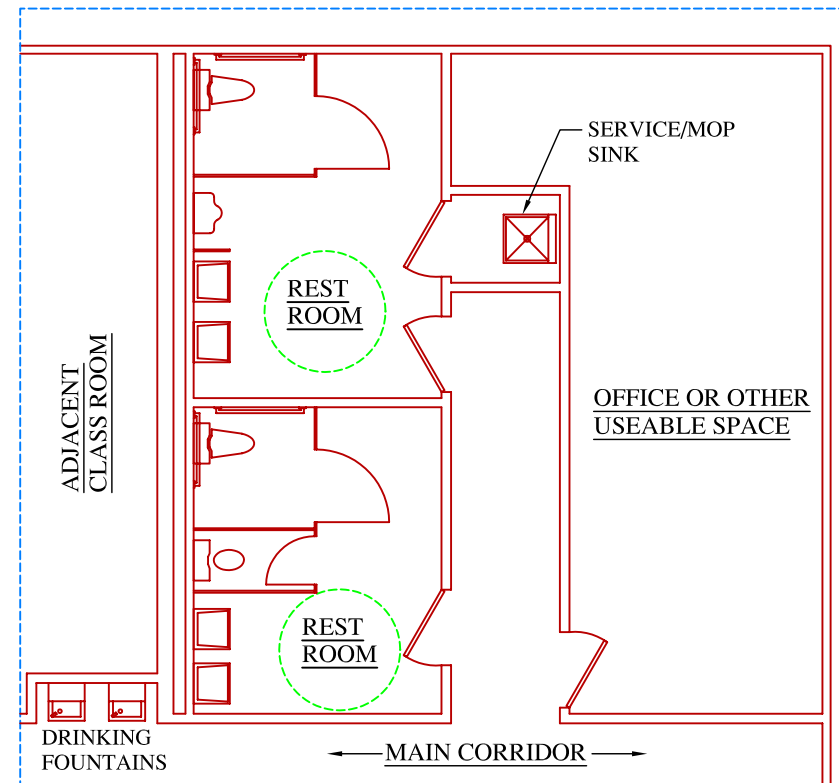 SERVICE/MOP
SINK
REST
ROOM
ADJACENT
CLASS ROOM
OFFICE OR OTHER
USEABLE SPACE
REST
ROOM
DRINKING
FOUNTAINS
MAIN CORRIDOR